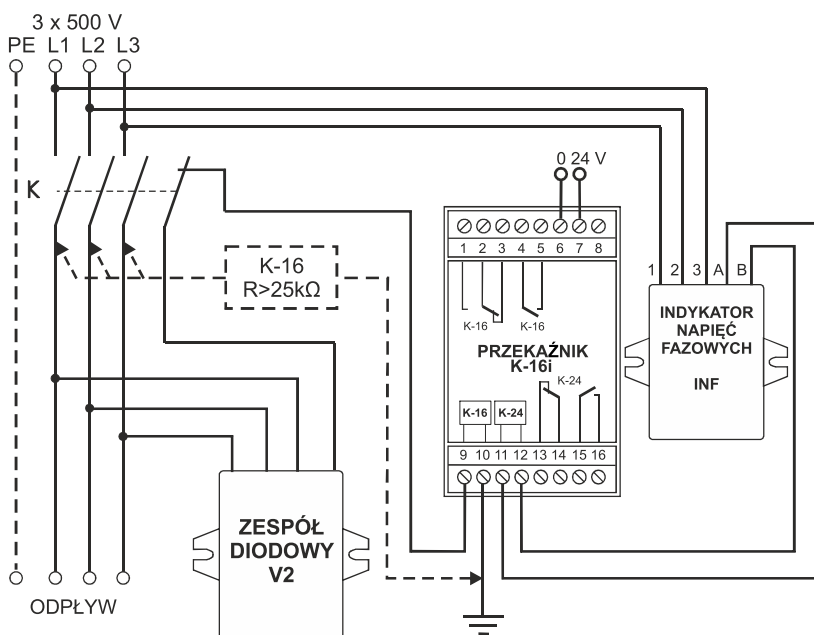 3 x 500 V
PE L1 L2 L3
0 24 V
K
K-16
R>25kΩ
1 2 3 4 5 6 7 8
K-16 K-16
PRZEKAŹNIK
K-16i
K-24
K-16 K-24
9 10 11 12 13 14 15 16
1 2 3 A B
INDYKATOR
NAPIĘĆ
FAZOWYCH
INF
ZESPÓŁ
DIODOWY
V2
ODPŁYW